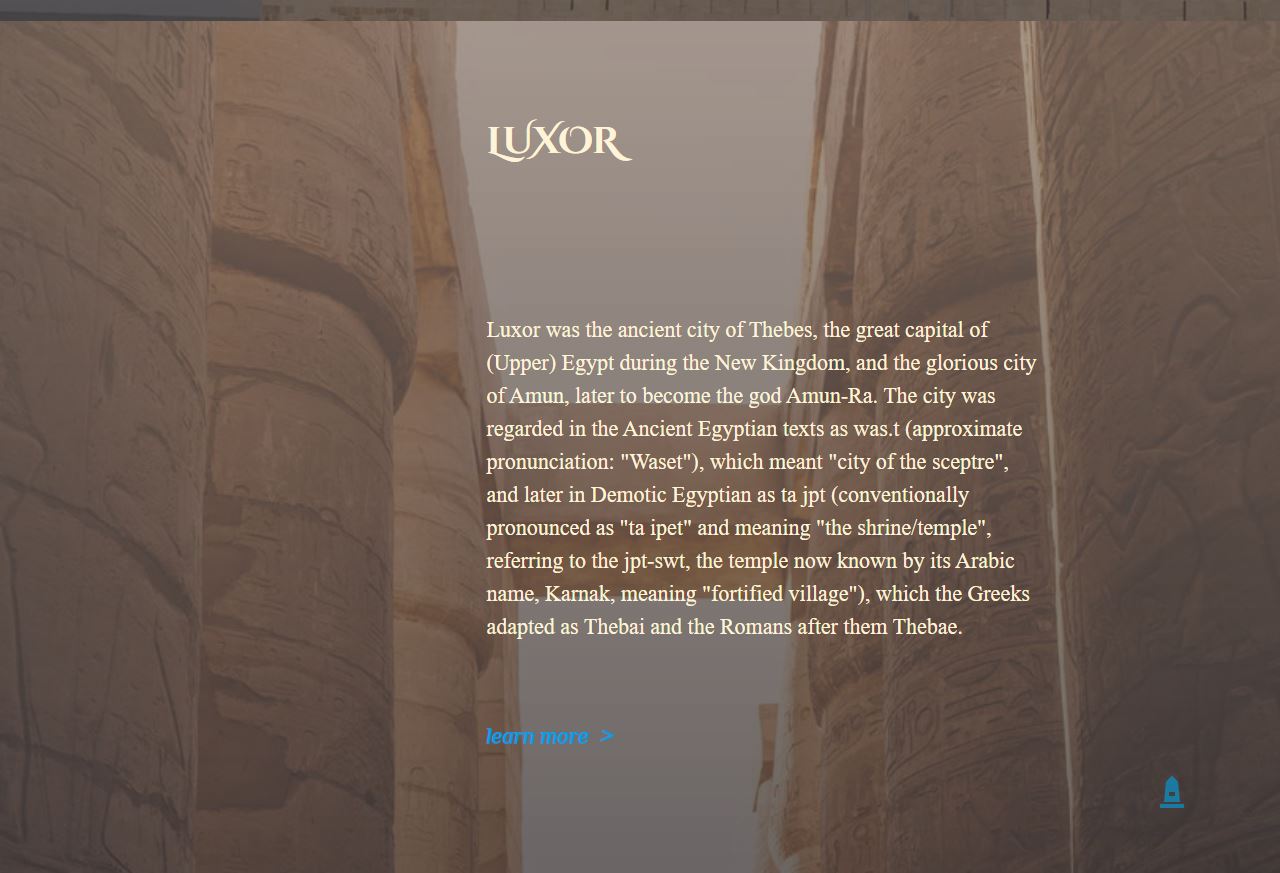 LUXOR
Luxor was the ancient city of Thebes, the great capital of
(Upper) Egypt during the New Kingdom, and the glorious city
of Amun, later to become the god Amun-Ra. The city was
regarded in the Ancient Egyptian texts as was.t (approximate
pronunciation: "Waset"), which meant "city of the sceptre",
and later in Demotic Egyptian as ta jpt (conventionally
pronounced as "ta ipet" and meaning "the shrine/temple",
referring to the jpt-swt, the temple now known by its Arabic
name, Karnak, meaning "fortified village"), which the Greeks
adapted as Thebai and the Romans after them Thebae.
learn more >